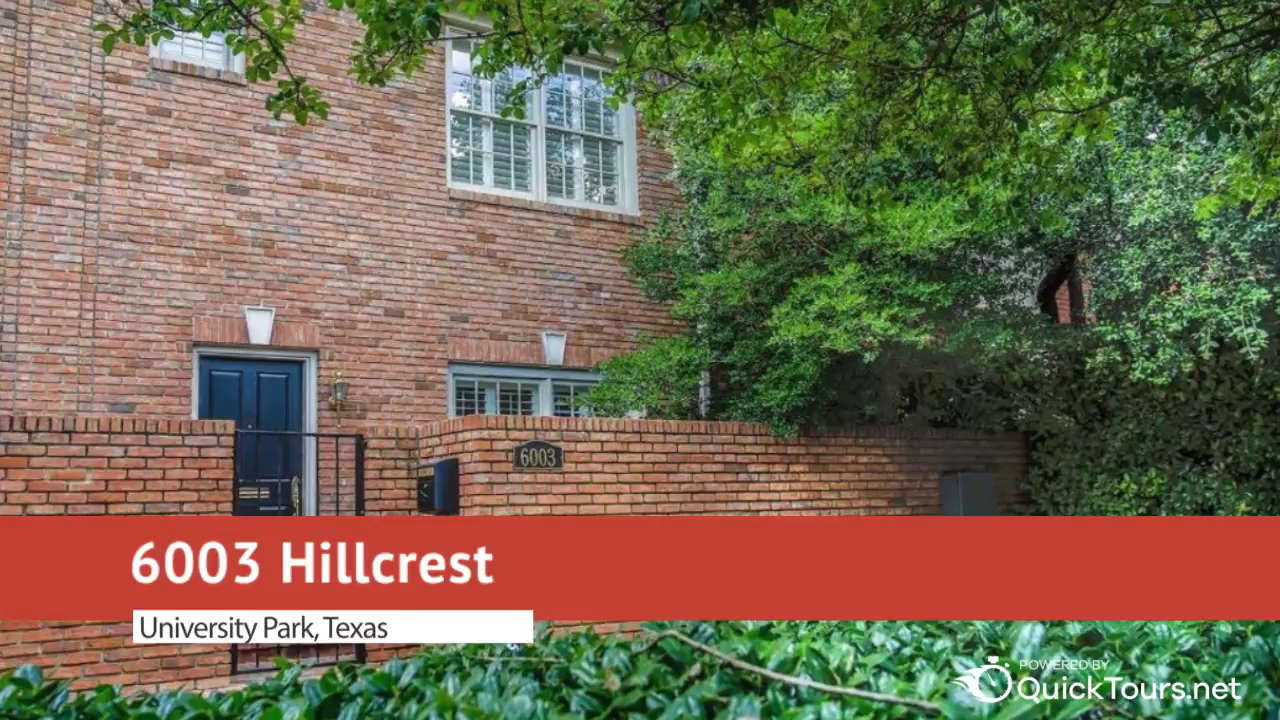 6003
6003 Hillcrest
University Park, Texas
POWERED BY
QuickTours.net